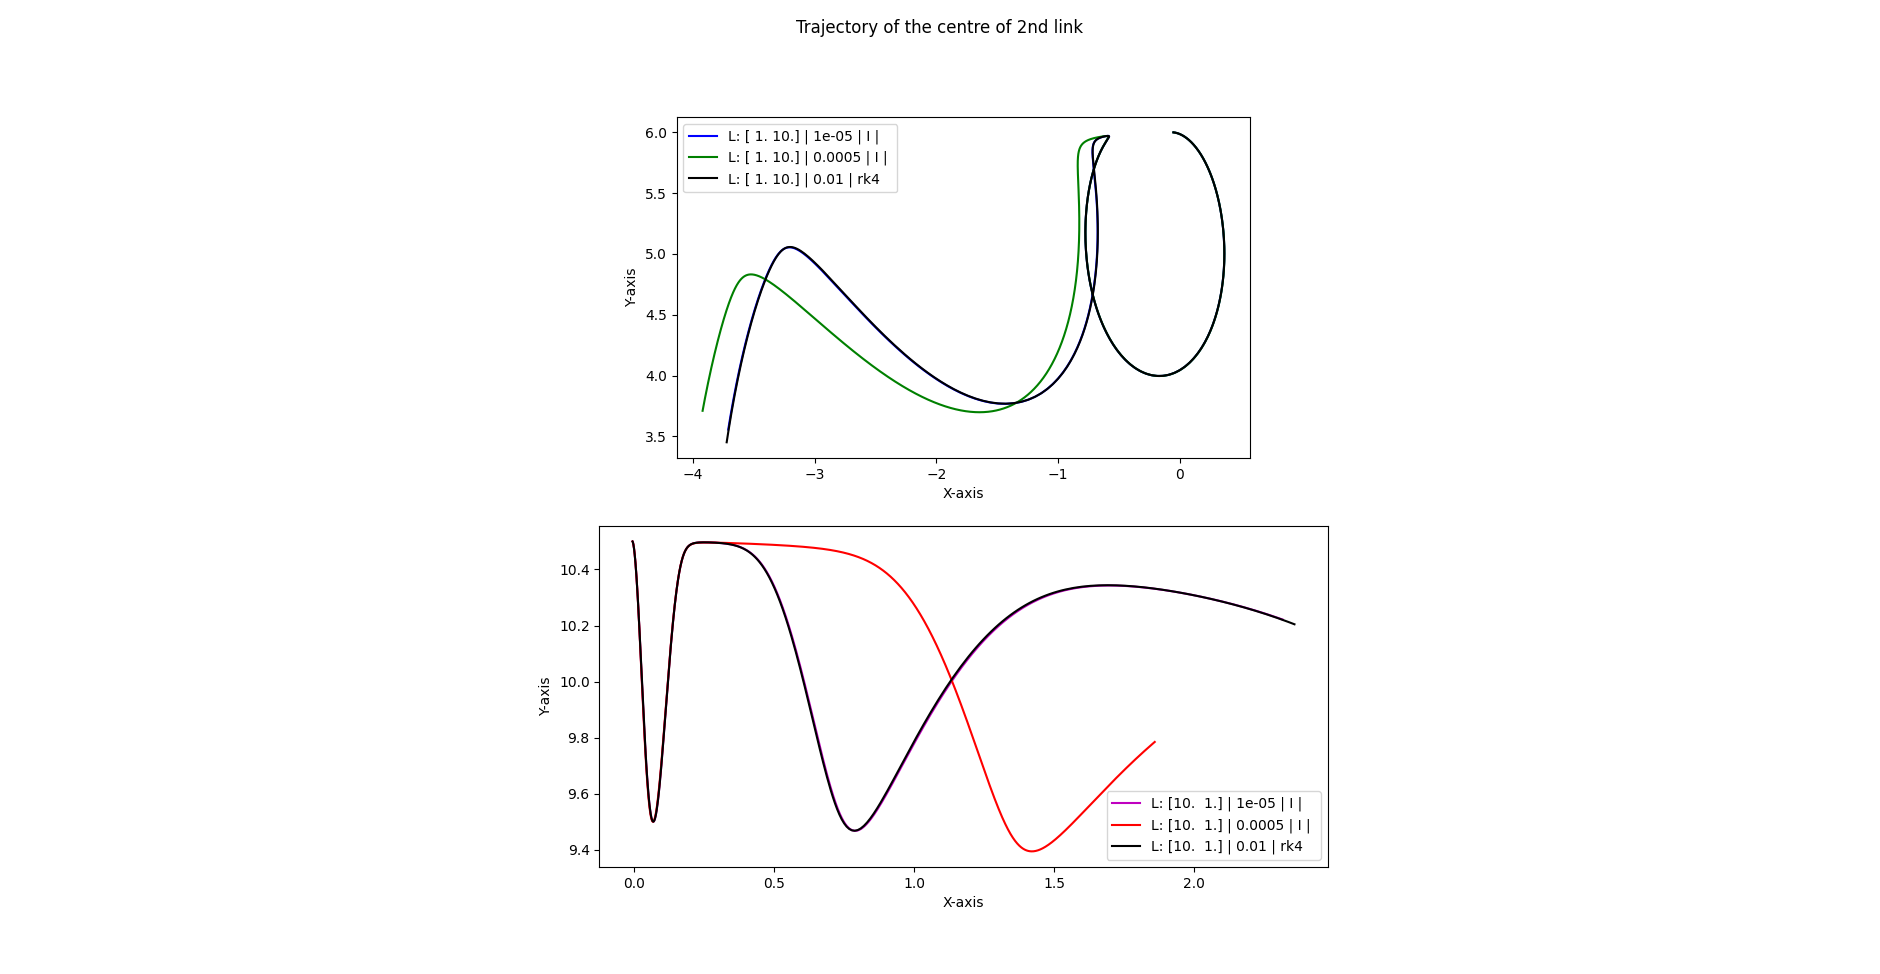 Trajectory of the centre of 2nd link
L: [ 1. 10.] | 1e-05 | I |
L: [ 1. 10.] | 0.0005 | I |
L: [ 1. 10.] | 0.01 | rk4
6.0
5.5
5.0
4.5
4.0
3.5
Y-axis
−4 −3 −2 −1 0
X-axis
10.4
10.2
10.0
9.8
9.6
9.4
Y-axis
L: [10.  1.] | 1e-05 | I |
L: [10.  1.] | 0.0005 | I |
L: [10.  1.] | 0.01 | rk4
0.0 0.5 1.0 1.5 2.0
X-axis